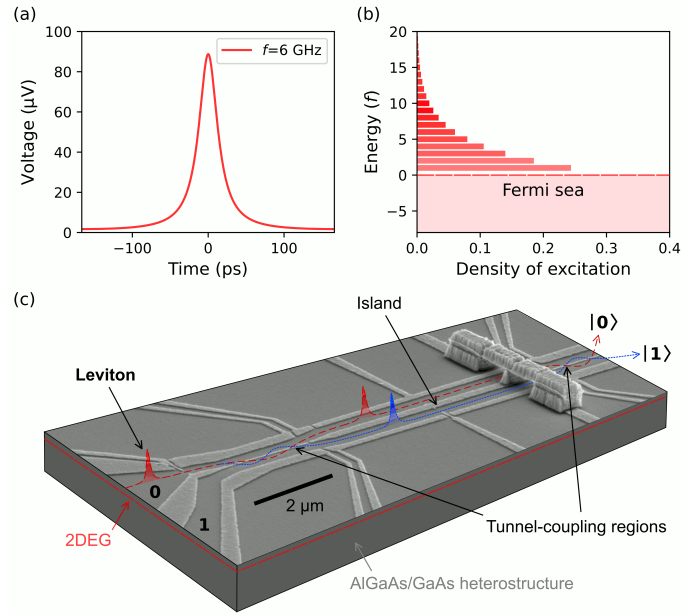 (a)
100
80
60
40
20
0
Voltage (µV)
f=6 GHz
−100
0
100
Time (ps)
(b)
20
15
10
5
0
−5
Energy (f)
Fermi sea
0.0
0.1
0.2
0.3
0.4
Density of excitation
(c)
Island
|0⟩
|1⟩
Leviton
0
1
2 µm
2DEG
Tunnel-coupling regions
AlGaAs/GaAs heterostructure